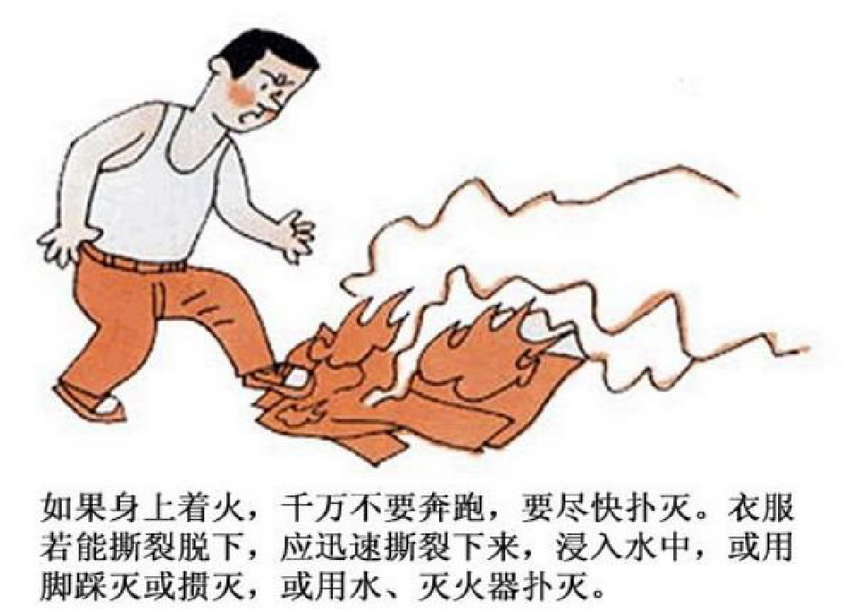 如果身上着火，千万不要奔跑，要尽快扑灭。衣服
若能撕裂脱下，应迅速撕裂下来，浸入水中，或用
脚踩灭或掼灭，或用水、灭火器扑灭。